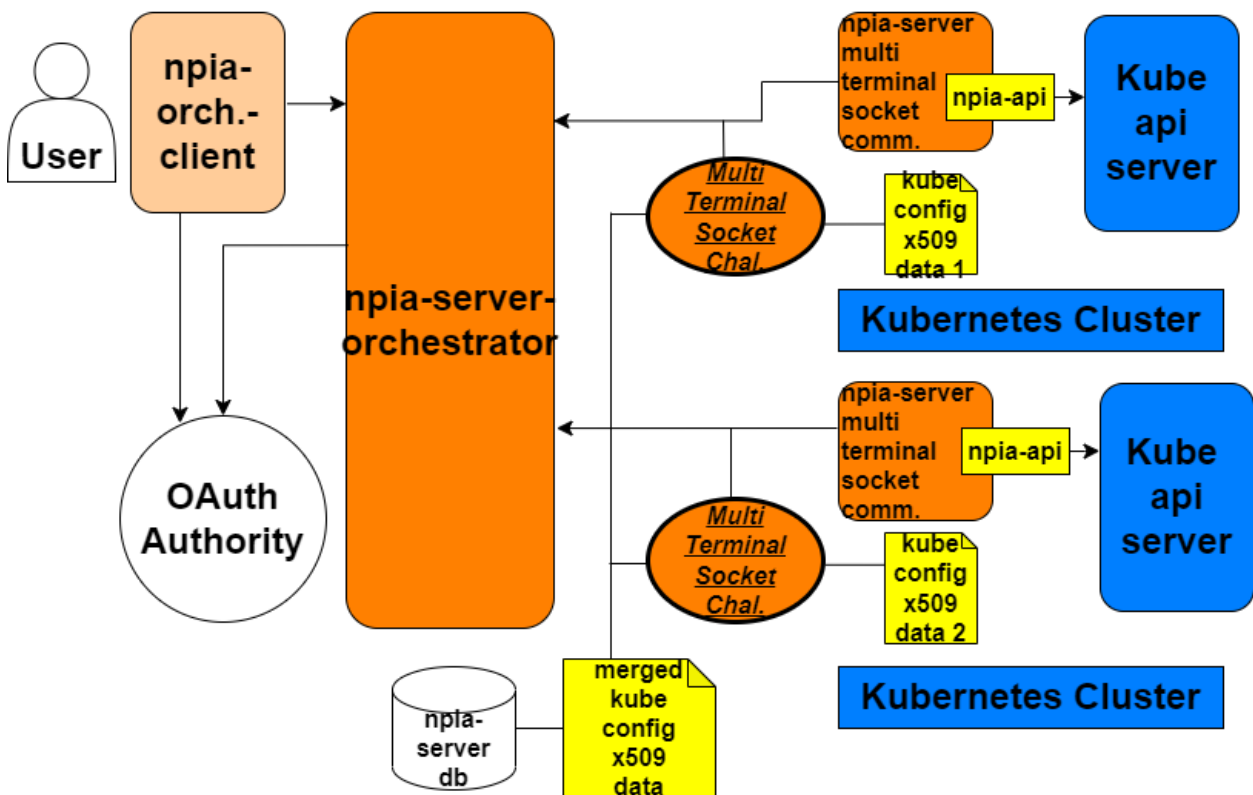 User
npia-
orch.-
client
OAuth
Authority
npia-server-
orchestrator
npia-server
multi
terminal
socket
comm.
npia-api
Kube
api
server
Multi
Terminal
Socket
Chal.
kube
config
x509
data 1
Kubernetes Cluster
npia-server
multi
terminal
socket
comm.
npia-api
Kube
api
server
Multi
Terminal
Socket
Chal.
kube
config
x509
data 2
Kubernetes Cluster
npia-
server
db
merged
kube
config
x509
data